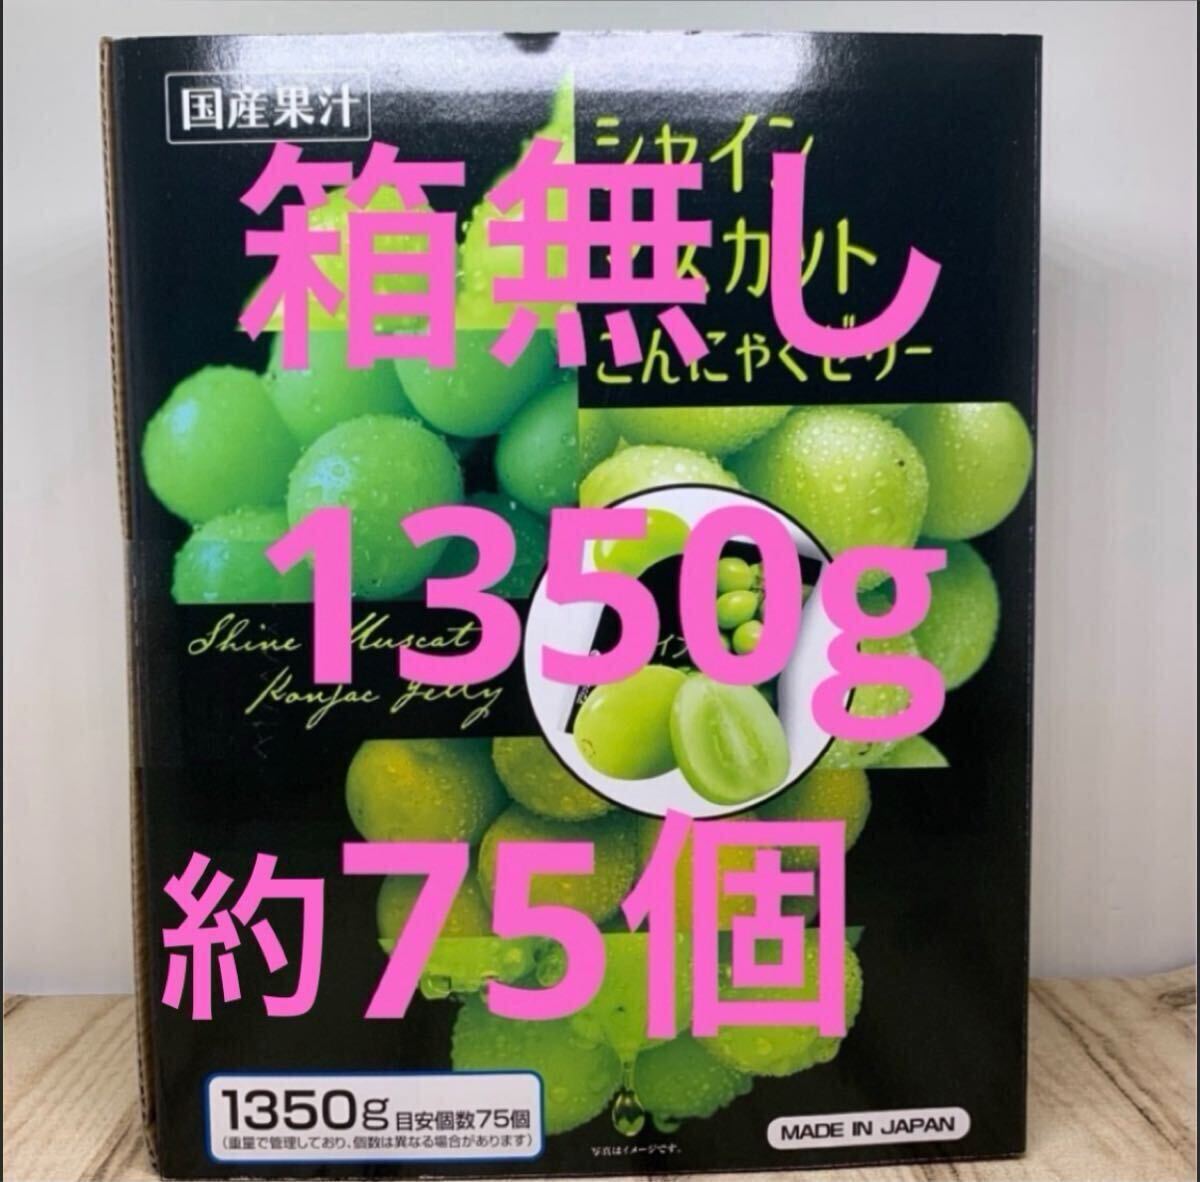 国産果汁
シャイン
マスカット
こんにゃくゼリー
箱無し
1350g
Shine Muscat
Konjac Jelly
約75個
1350g 目安個数75個
(重量で管理しており、個数は異なる場合があります)
写真はイメージです。
MADE IN JAPAN